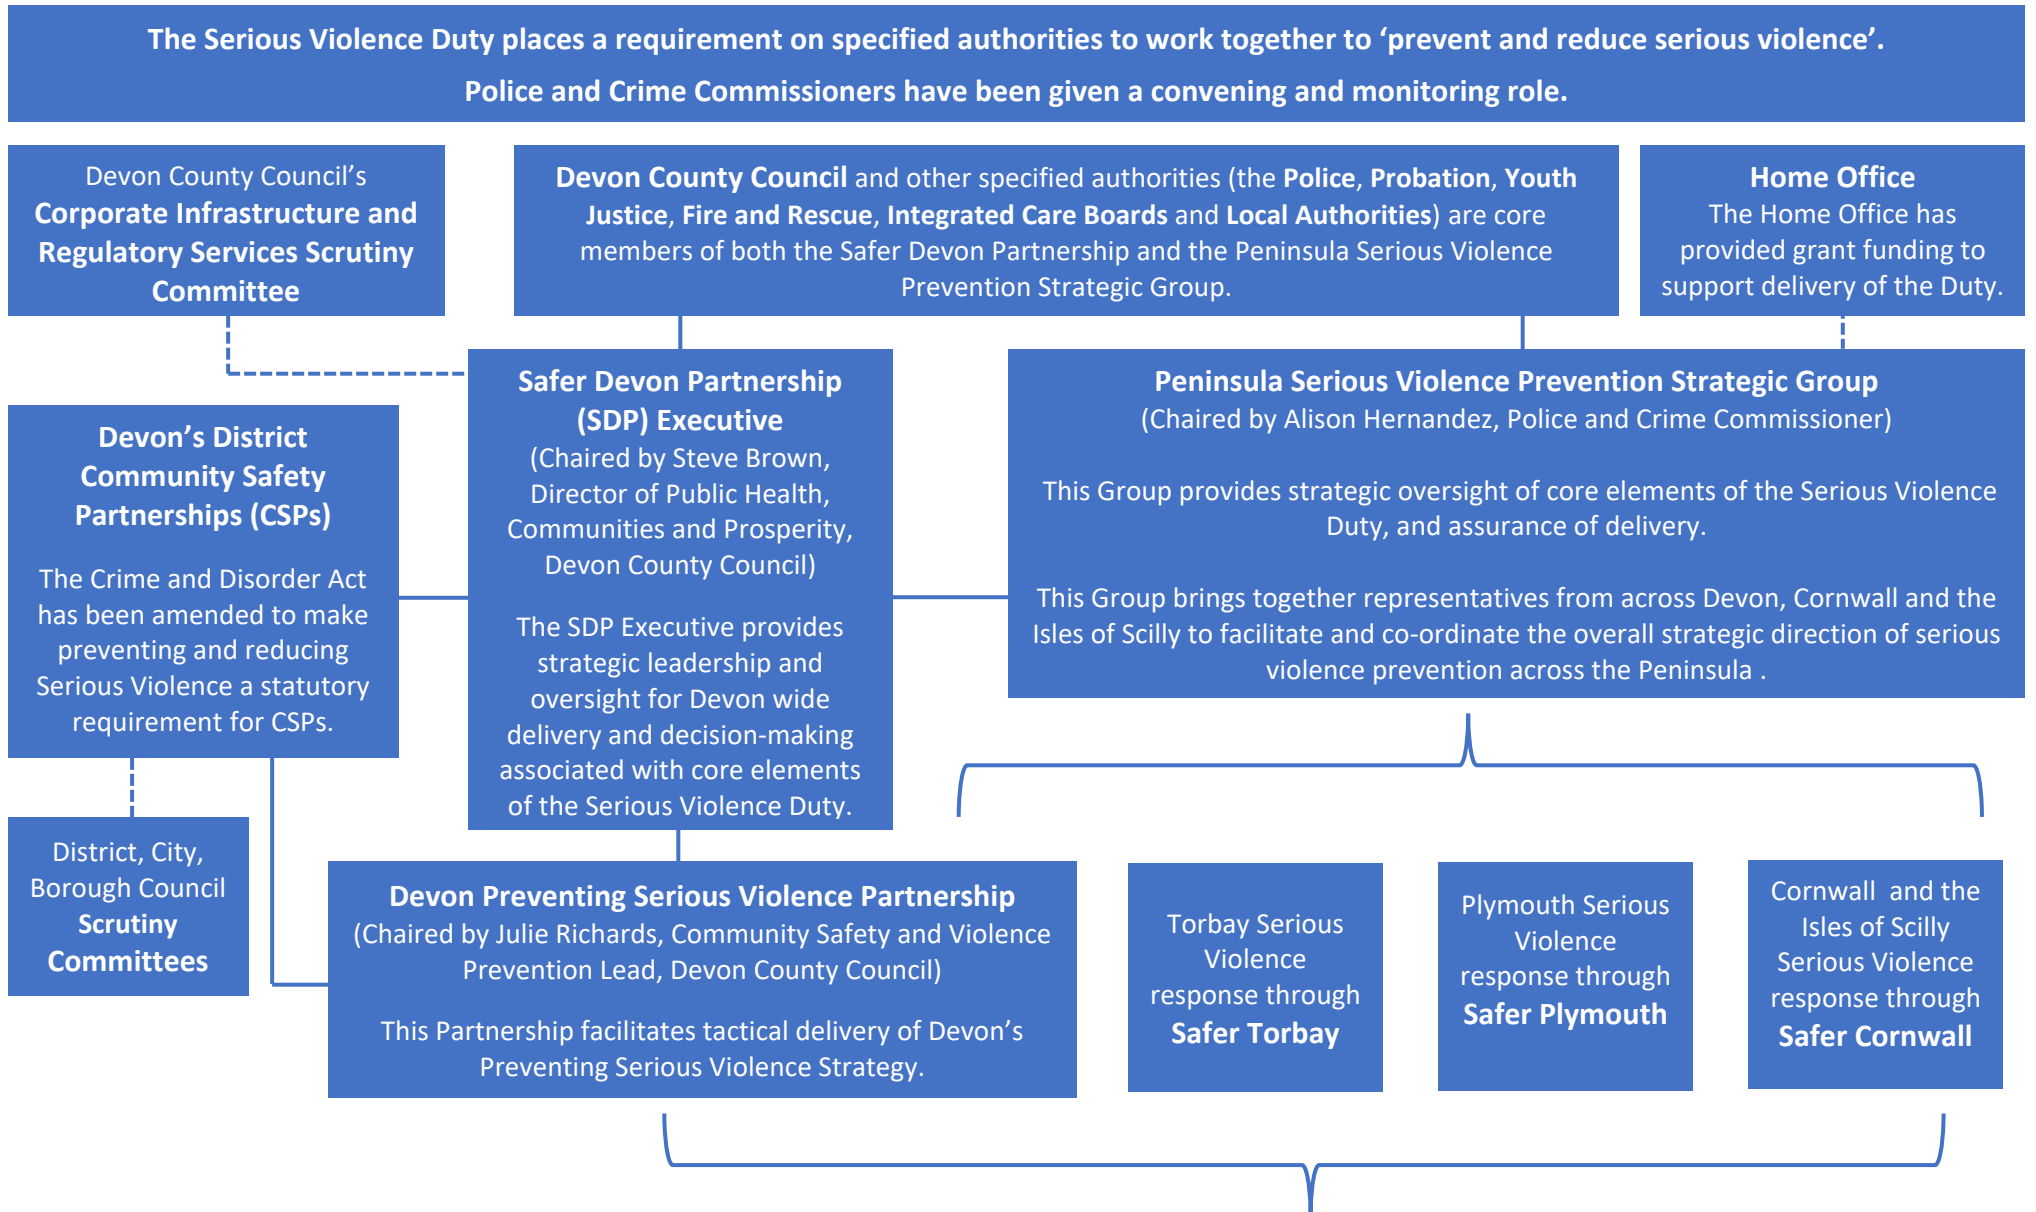 The Serious Violence Duty places a requirement on specified authorities to work together to ‘prevent and reduce serious violence’.
Police and Crime Commissioners have been given a convening and monitoring role.
Devon County Council’s
Corporate Infrastructure and
Regulatory Services Scrutiny
Committee
Devon County Council and other specified authorities (the Police, Probation, Youth
Justice, Fire and Rescue, Integrated Care Boards and Local Authorities) are core
members of both the Safer Devon Partnership and the Peninsula Serious Violence
Prevention Strategic Group.
Home Office
The Home Office has
provided grant funding to
support delivery of the Duty.
Devon’s District
Community Safety
Partnerships (CSPs)
The Crime and Disorder Act
has been amended to make
preventing and reducing
Serious Violence a statutory
requirement for CSPs.
Safer Devon Partnership
(SDP) Executive
(Chaired by Steve Brown,
Director of Public Health,
Communities and Prosperity,
Devon County Council)
The SDP Executive provides
strategic leadership and
oversight for Devon wide
delivery and decision-making
associated with core elements
of the Serious Violence Duty.
Peninsula Serious Violence Prevention Strategic Group
(Chaired by Alison Hernandez, Police and Crime Commissioner)
This Group provides strategic oversight of core elements of the Serious Violence
Duty, and assurance of delivery.
This Group brings together representatives from across Devon, Cornwall and the
Isles of Scilly to facilitate and co-ordinate the overall strategic direction of serious
violence prevention across the Peninsula .
District, City,
Borough Council
Scrutiny
Committees
Devon Preventing Serious Violence Partnership
(Chaired by Julie Richards, Community Safety and Violence
Prevention Lead, Devon County Council)
This Partnership facilitates tactical delivery of Devon’s
Preventing Serious Violence Strategy.
Torbay Serious
Violence
response through
Safer Torbay
Plymouth Serious
Violence
response through
Safer Plymouth
Cornwall  and the
Isles of Scilly
Serious Violence
response through
Safer Cornwall